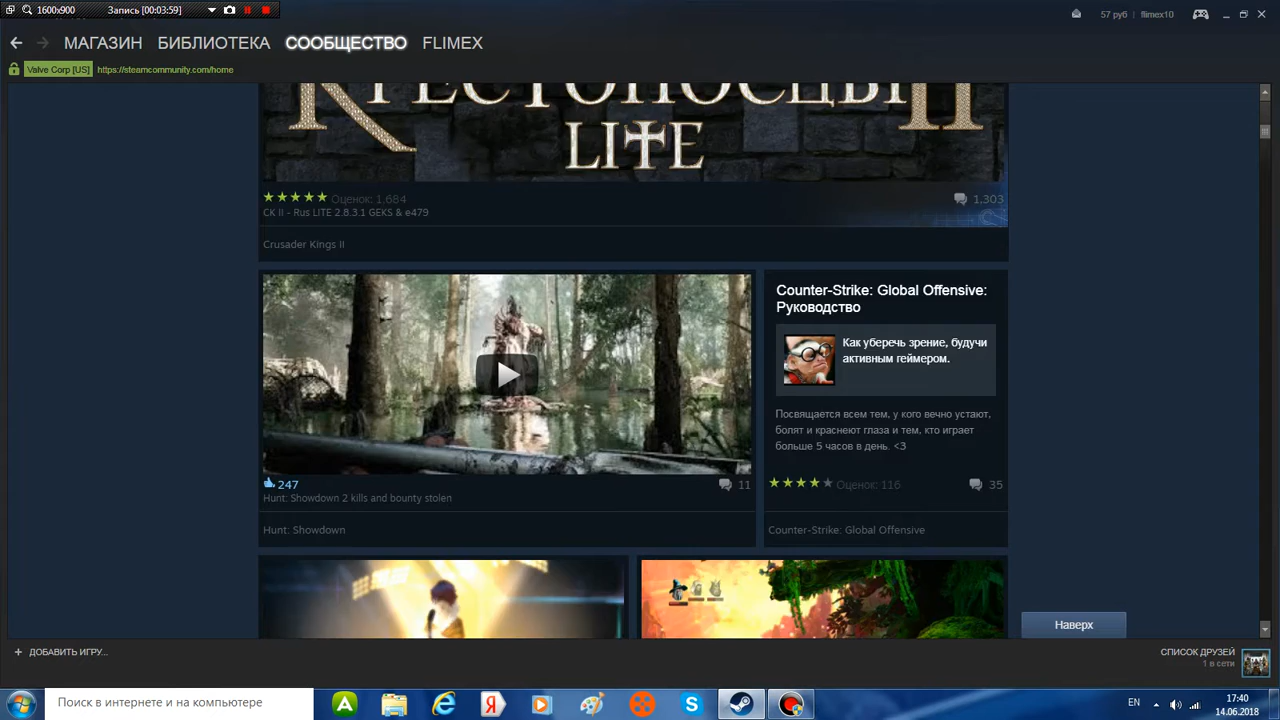 1600x900
Запись [00:03:59]
57 руб
flimex10
МАГАЗИН
БИБЛИОТЕКА
СООБЩЕСТВО
FLIMEX
Valve Corp [US]
https://steamcommunity.com/home
КРЕСТОНОСЦЫ II
LITE
Оценок: 1,684
1,303
CK II - Rus LITE 2.8.3.1 GEKS & e479
Crusader Kings II
247
11
Hunt: Showdown 2 kills and bounty stolen
Hunt: Showdown
Counter-Strike: Global Offensive:
Руководство
Как уберечь зрение, будучи
активным геймером.
Посвящается всем тем, у кого вечно устают,
болят и краснеют глаза и тем, кто играет
больше 5 часов в день. <3
Оценок: 116
35
Counter-Strike: Global Offensive
Наверх
ДОБАВИТЬ ИГРУ...
СПИСОК ДРУЗЕЙ
1 в сети
Поиск в интернете и на компьютере
EN
17:40
14.06.2018